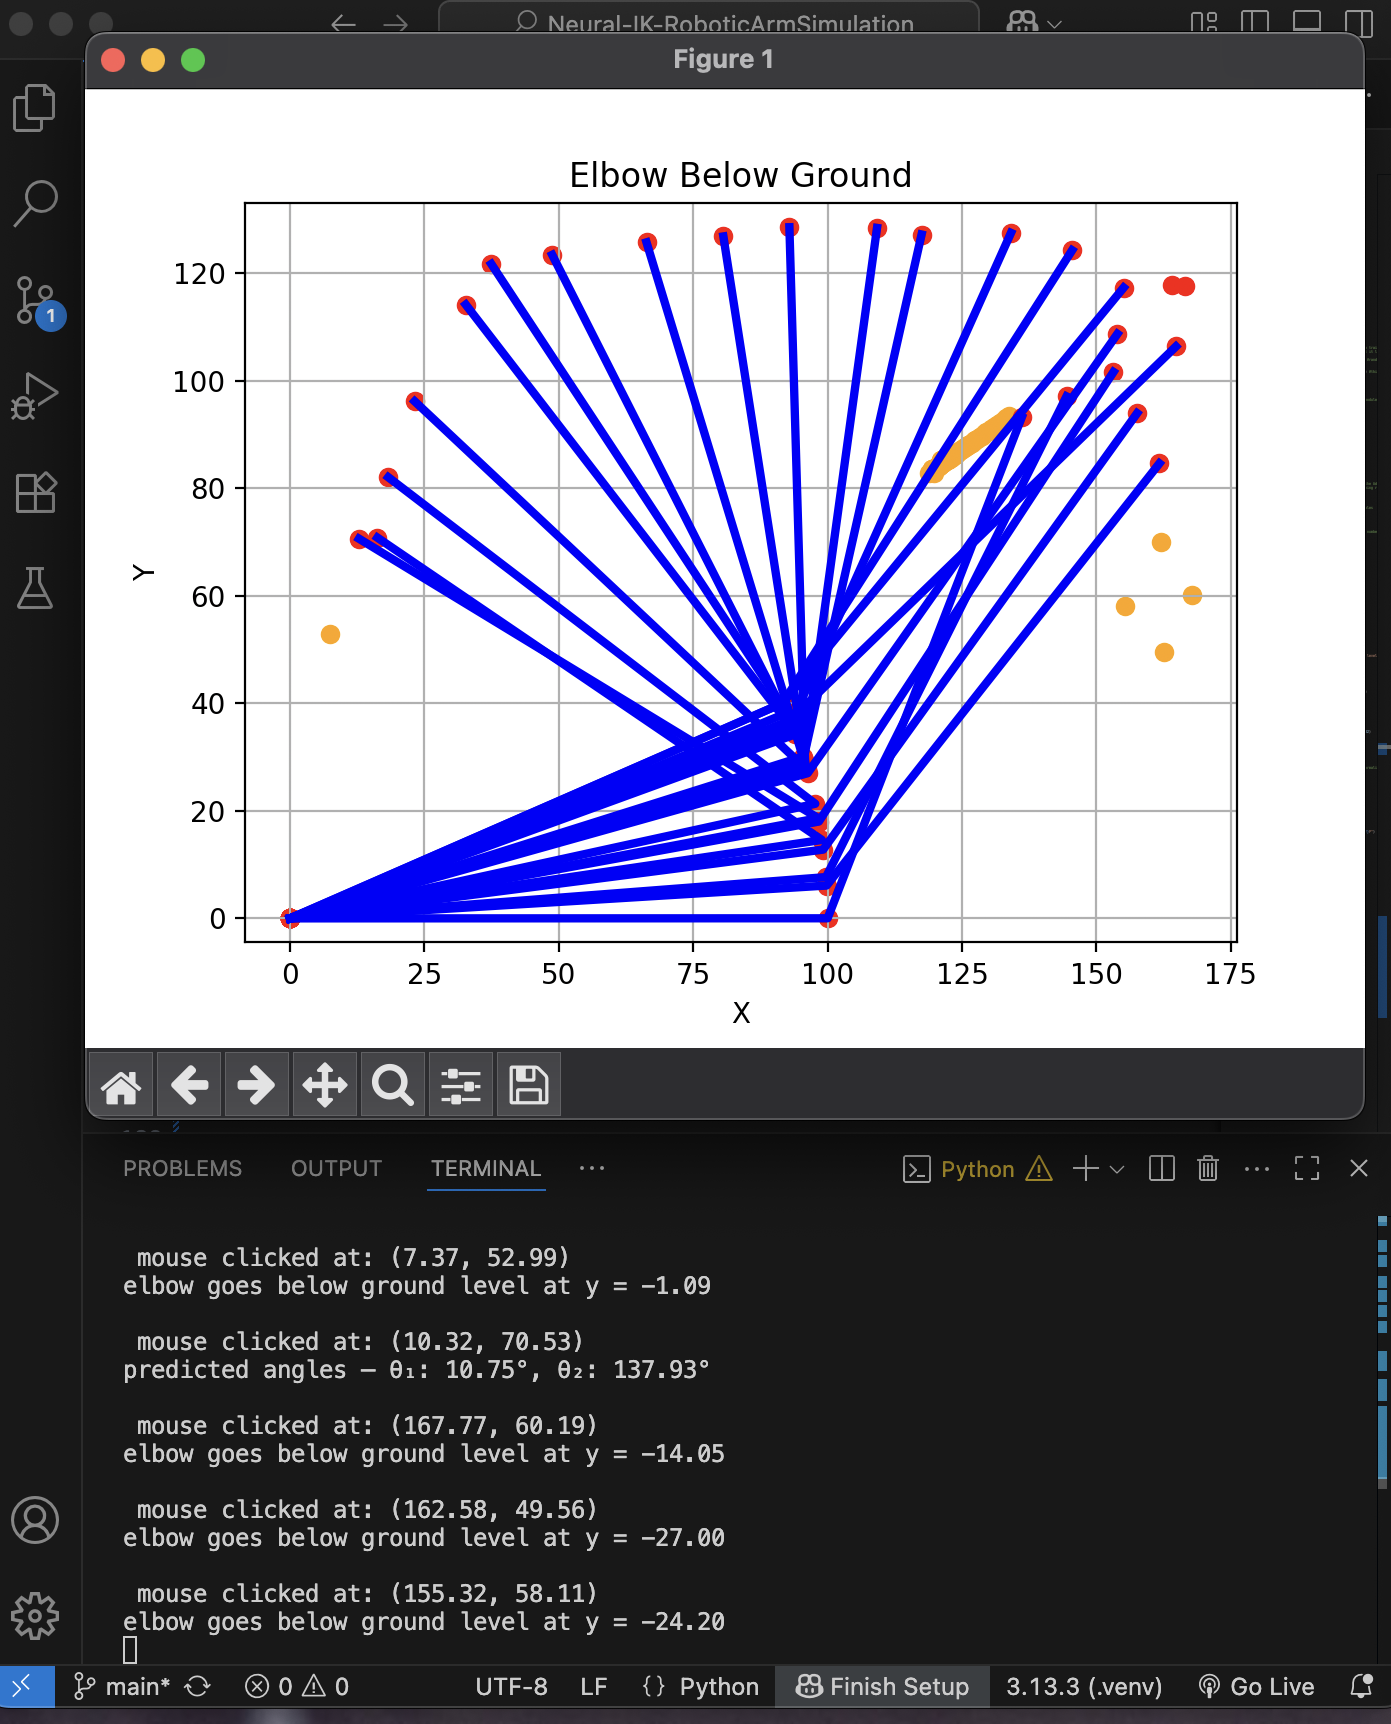 Neural-IK-RoboticArmSimulation
Figure 1
Elbow Below Ground
120
100
80
60
40
20
0
Y
0 25 50 75 100 125 150 175
X
1
PROBLEMS OUTPUT TERMINAL ...
Python
mouse clicked at: (7.37, 52.99)
elbow goes below ground level at y = -1.09
mouse clicked at: (10.32, 70.53)
predicted angles – θ₁: 10.75°, θ₂: 137.93°
mouse clicked at: (167.77, 60.19)
elbow goes below ground level at y = -14.05
mouse clicked at: (162.58, 49.56)
elbow goes below ground level at y = -27.00
mouse clicked at: (155.32, 58.11)
elbow goes below ground level at y = -24.20
main* 0 0 UTF-8 LF {} Python Finish Setup 3.13.3 (.venv) Go Live